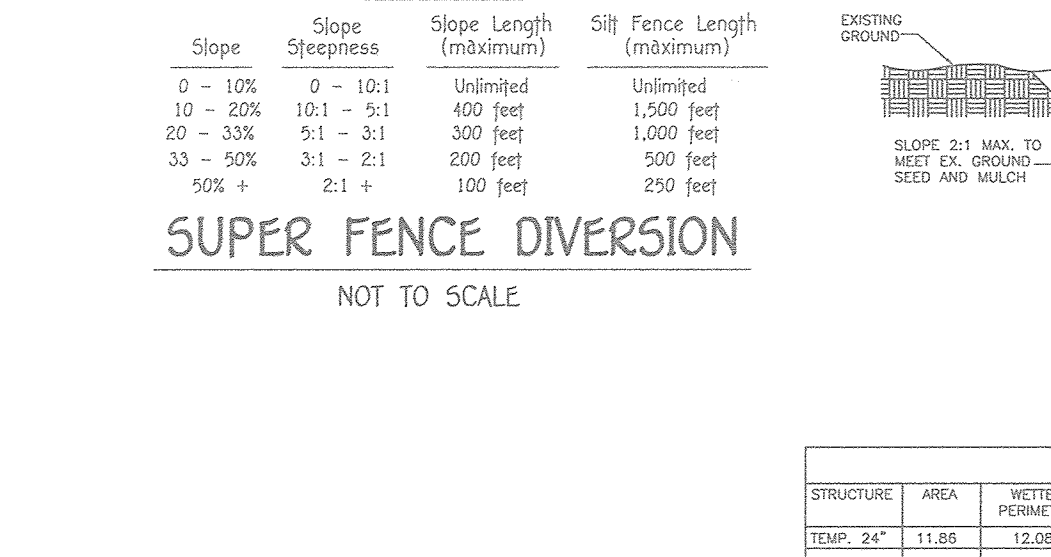 Slope Slope Steepness Slope Length (maximum) Silt Fence Length (maximum)
0 - 10% 0 - 10:1 Unlimited Unlimited
10 - 20% 10:1 - 5:1 400 feet 1,500 feet
20 - 33% 5:1 - 3:1 300 feet 1,000 feet
33 - 50% 3:1 - 2:1 200 feet 500 feet
50% + 2:1 + 100 feet 250 feet
SUPER FENCE DIVERSION
NOT TO SCALE
EXISTING
GROUND
SLOPE 2:1 MAX. TO
MEET EX. GROUND
SEED AND MULCH
STRUCTURE AREA
TEMP. 24" 11.86 12.08